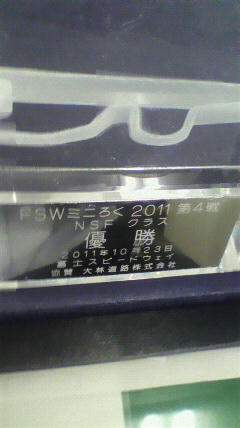 FSWミニろく 2011 第4戦
NSF クラス
優勝
2011年10月23日
富士スピードウェイ
協賛 大林道路株式会社